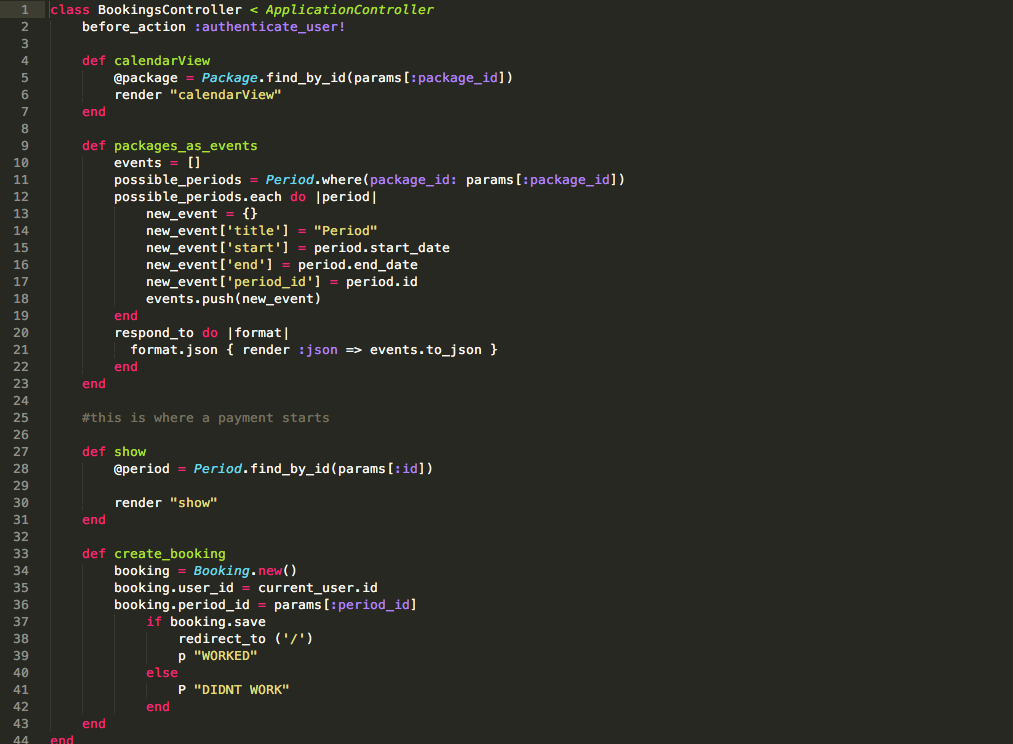 1 class BookingsController < ApplicationController
2     before_action :authenticate_user!
3
4     def calendarView
5         @package = Package.find_by_id(params[:package_id])
6         render "calendarView"
7     end
8
9     def packages_as_events
10         events = []
11         possible_periods = Period.where(package_id: params[:package_id])
12         possible_periods.each do |period|
13             new_event = {}
14             new_event['title'] = "Period"
15             new_event['start'] = period.start_date
16             new_event['end'] = period.end_date
17             new_event['period_id'] = period.id
18             events.push(new_event)
19         end
20         respond_to do |format|
21           format.json { render :json => events.to_json }
22         end
23     end
24
25     #this is where a payment starts
26
27     def show
28         @period = Period.find_by_id(params[:id])
29
30         render "show"
31     end
32
33     def create_booking
34         booking = Booking.new()
35         booking.user_id = current_user.id
36         booking.period_id = params[:period_id]
37             if booking.save
38                 redirect_to ('/')
39                 p "WORKED"
40             else
41                 P "DIDNT WORK"
42             end
43     end
44 end